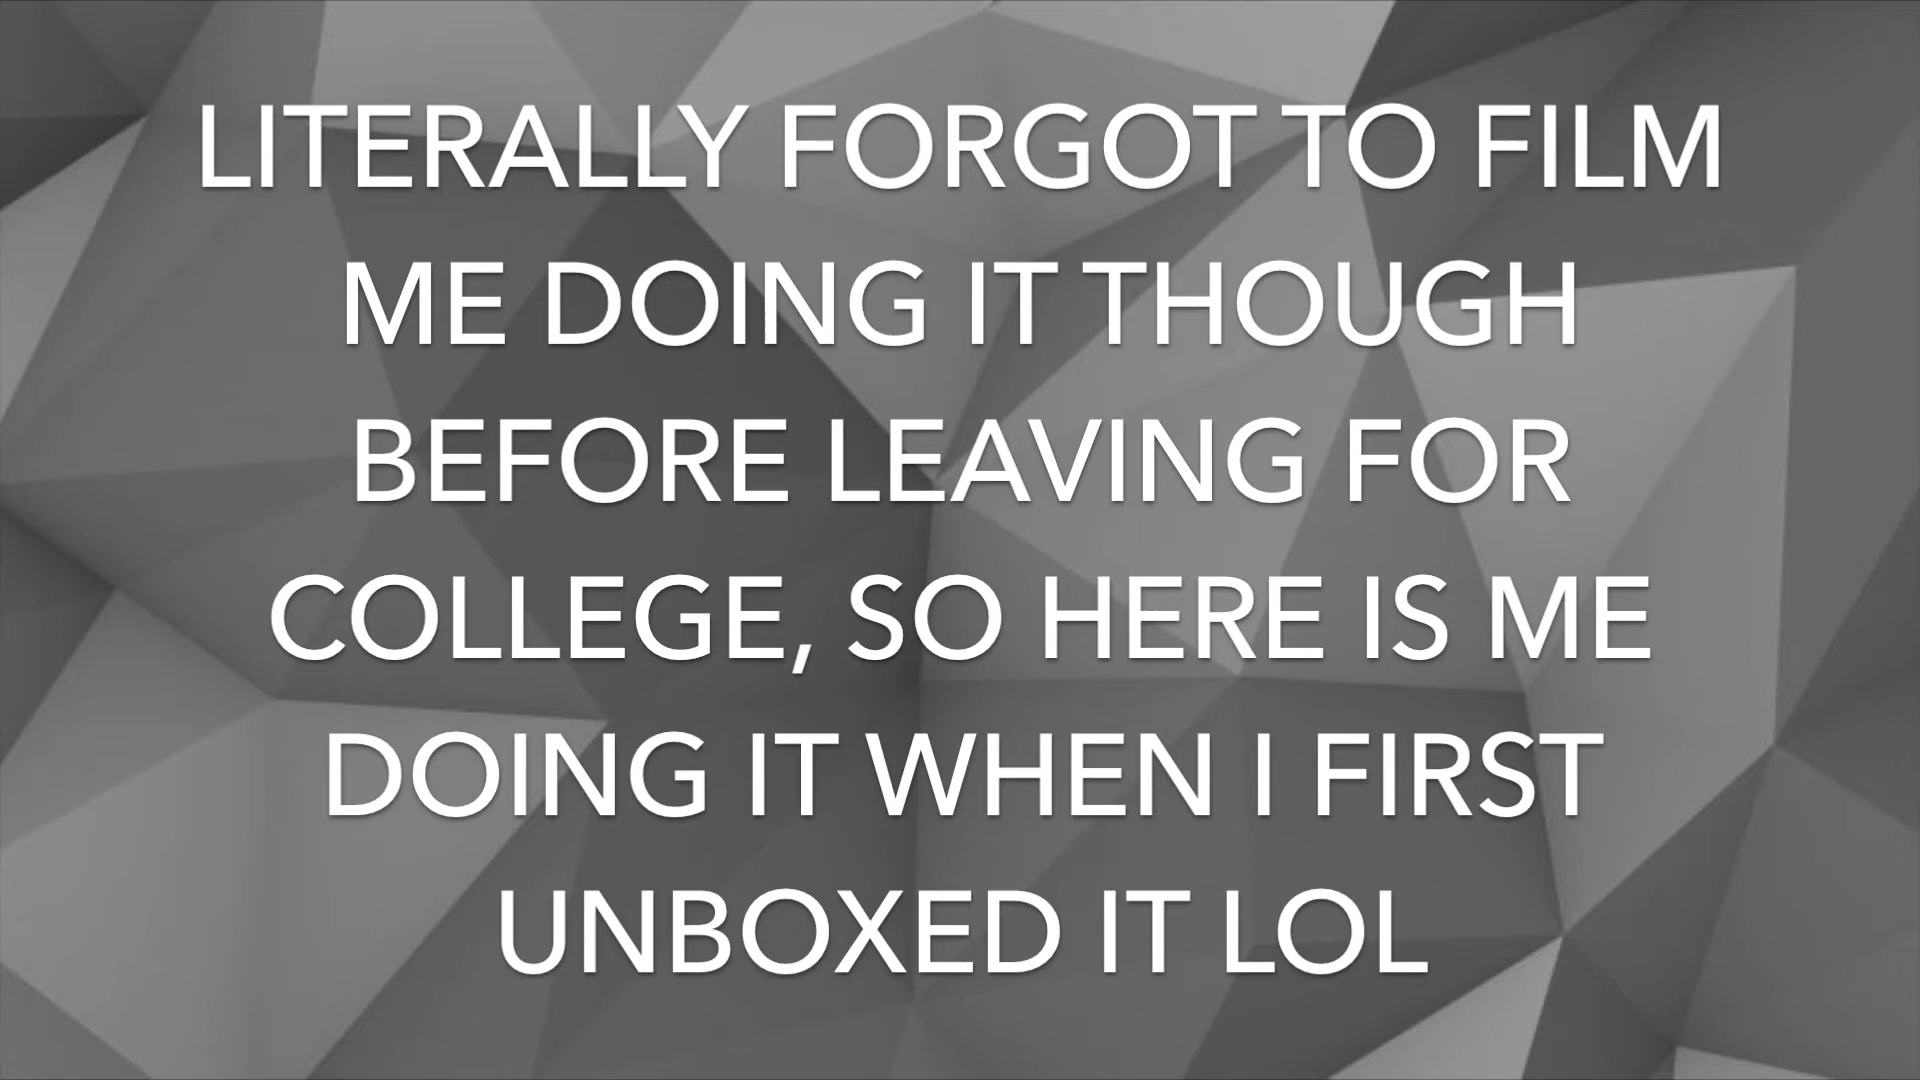 LITERALLY FORGOT TO FILM
ME DOING IT THOUGH
BEFORE LEAVING FOR
COLLEGE, SO HERE IS ME
DOING IT WHEN I FIRST
UNBOXED IT LOL